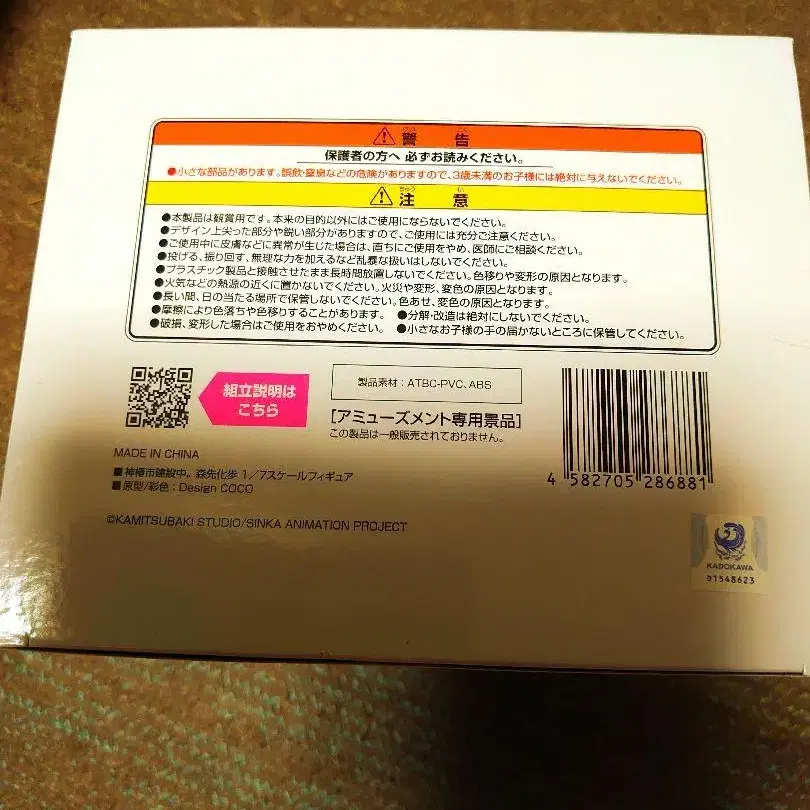 ⚠警告
保護者の方へ 必ずお読みください。
●小さな部品があります。誤飲・窒息などの危険がありますので、3歳未満のお子様には絶対に与えないでください。
⚠注意
●本製品は観賞用です。本来の目的以外にはご使用にならないでください。
●デザイン上尖った部分や鋭い部分がありますので、ご使用には充分ご注意ください。
●ご使用中に皮膚などに異常が生じた場合は、直ちにご使用をやめ、医師にご相談ください。
●投げる、振り回す、無理な力を加えるなど乱暴な扱いはしないでください。
●プラスチック製品と接触させたまま長時間放置しないでください。色移りや変形の原因となります。
●火気などの熱源の近くに置かないでください。火災や変形、変色の原因となります。
●長い間、日の当たる場所で保管しないでください。色あせ、変色の原因となります。
●摩擦により色落ちや色移りすることがあります。 ●分解・改造は絶対にしないでください。
●破損、変形した場合はご使用をおやめください。 ●小さなお子様の手の届かないところに保管してください。
組立説明は
こちら
製品素材：ATBC-PVC、ABS
[アミューズメント専用景品]
この製品は一般販売されておりません。
MADE IN CHINA
■神椿市建設中。 森先化歩 1/7スケールフィギュア
■原型/彩色：Design COCO
4 582705 286881
©KAMITSUBAKI STUDIO/SINKA ANIMATION PROJECT
KADOKAWA
01548623